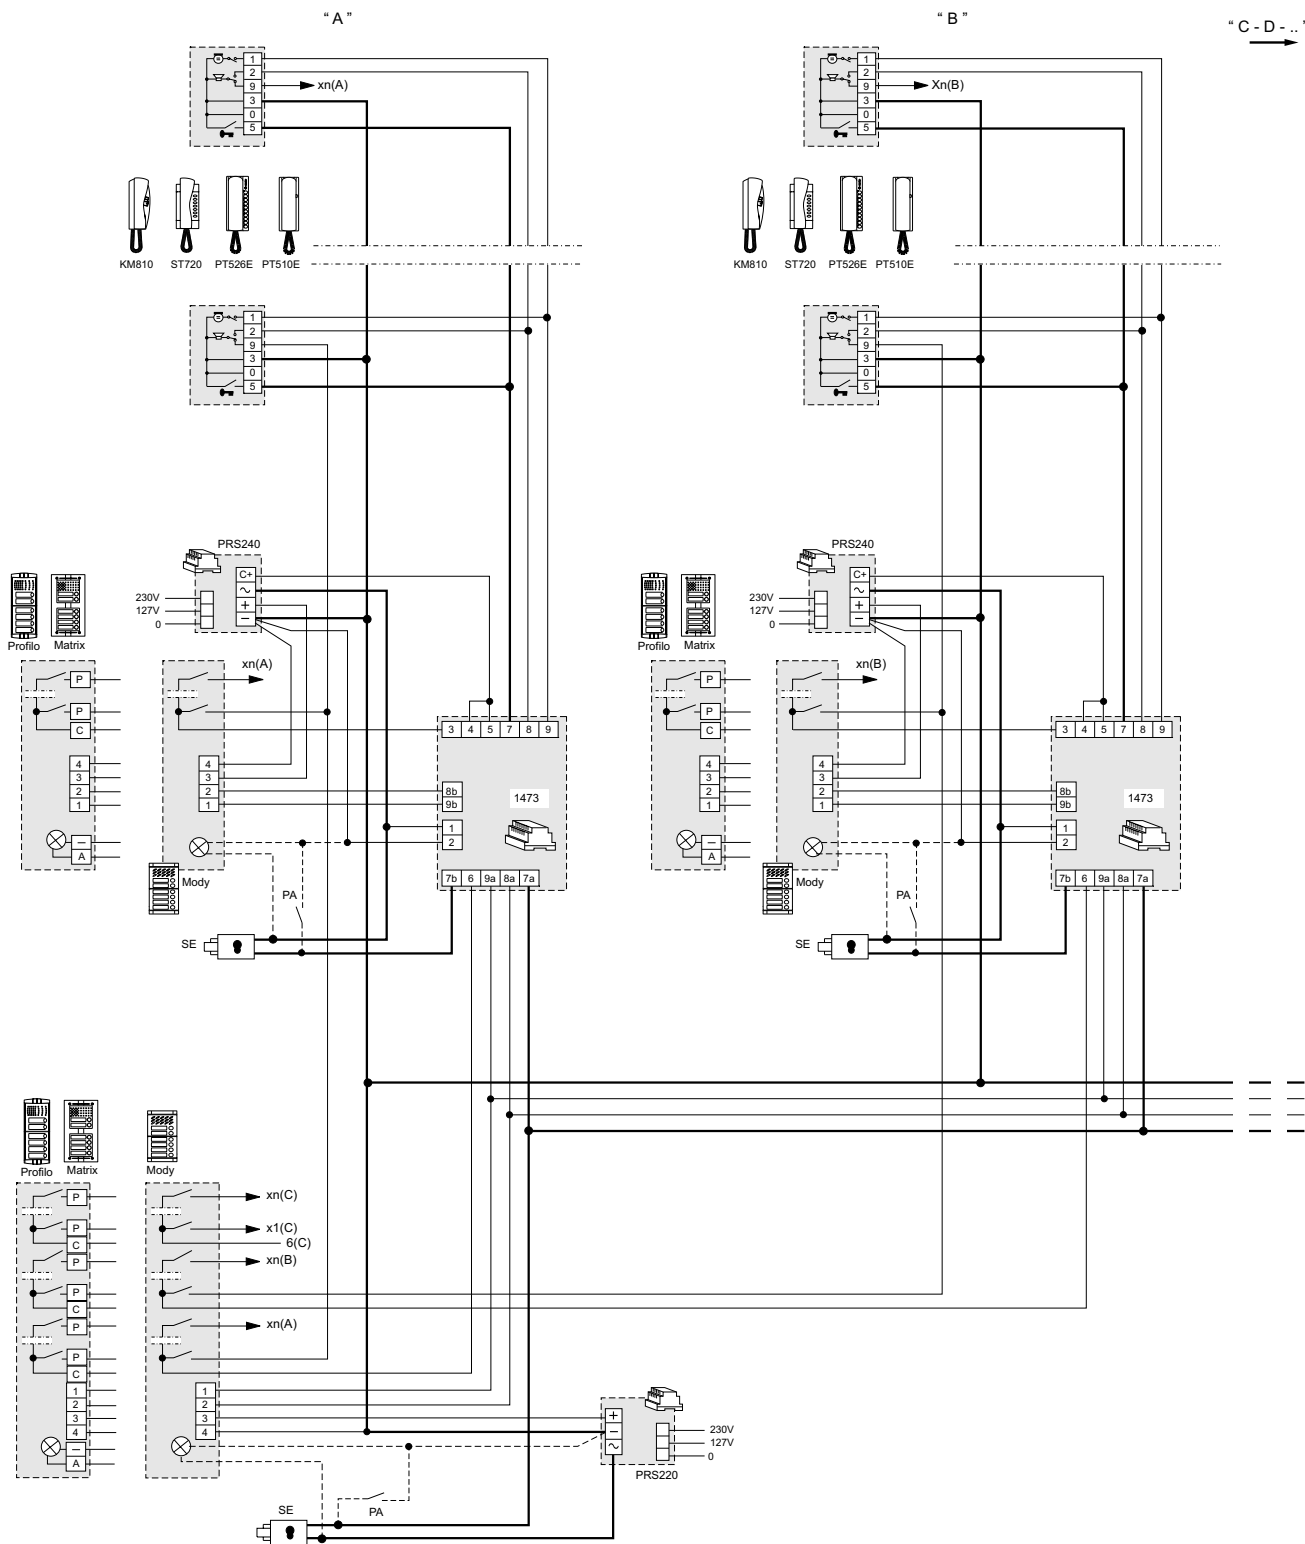 “ A ”
“ B ”
“ C - D - .. ”
1
2
9
3
0
5
xn(A)
1
2
9
3
0
5
Xn(B)
KM810 ST720 PT526E PT510E
KM810 ST720 PT526E PT510E
1
2
9
3
0
5
1
2
9
3
0
5
PRS240
C+
~
+
–
230V
127V
0
Profilo
Matrix
PRS240
C+
~
+
–
230V
127V
0
Profilo
Matrix
P
P
C
4
3
2
1
–
A
xn(A)
4
3
2
1
Mody
3 4 5 7 8 9
8b
9b
1
2
1473
7b 6 9a 8a 7a
PA
SE
P
P
C
4
3
2
1
–
A
xn(B)
4
3
2
1
Mody
3 4 5 7 8 9
8b
9b
1
2
1473
7b 6 9a 8a 7a
PA
SE
Profilo
Matrix
Mody
P
P
C
P
P
C
P
P
C
1
2
3
4
–
A
xn(C)
x1(C)
6(C)
xn(B)
xn(A)
1
2
3
4
+
–
~
230V
127V
0
PRS220
PA
SE